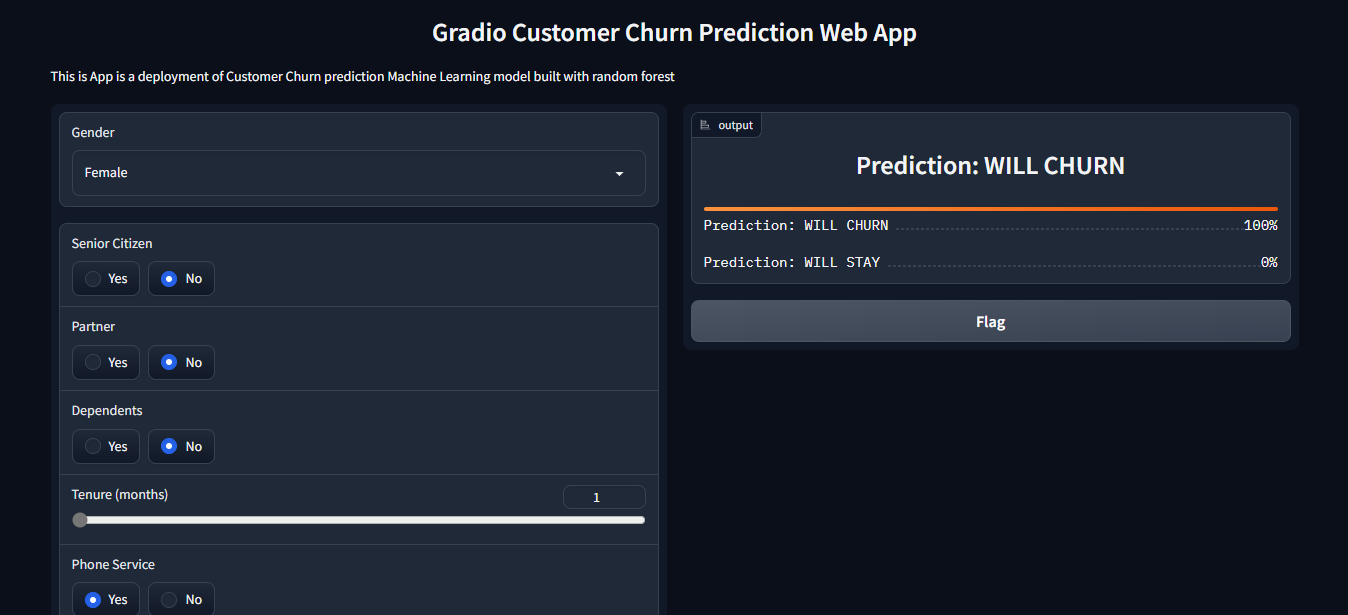 Gradio Customer Churn Prediction Web App
This is App is a deployment of Customer Churn prediction Machine Learning model built with random forest
Gender
Female
Senior Citizen
Yes No
Partner
Yes No
Dependents
Yes No
Tenure (months) 1
Phone Service
Yes No
output
Prediction: WILL CHURN
Prediction: WILL CHURN 100%
Prediction: WILL STAY 0%
Flag